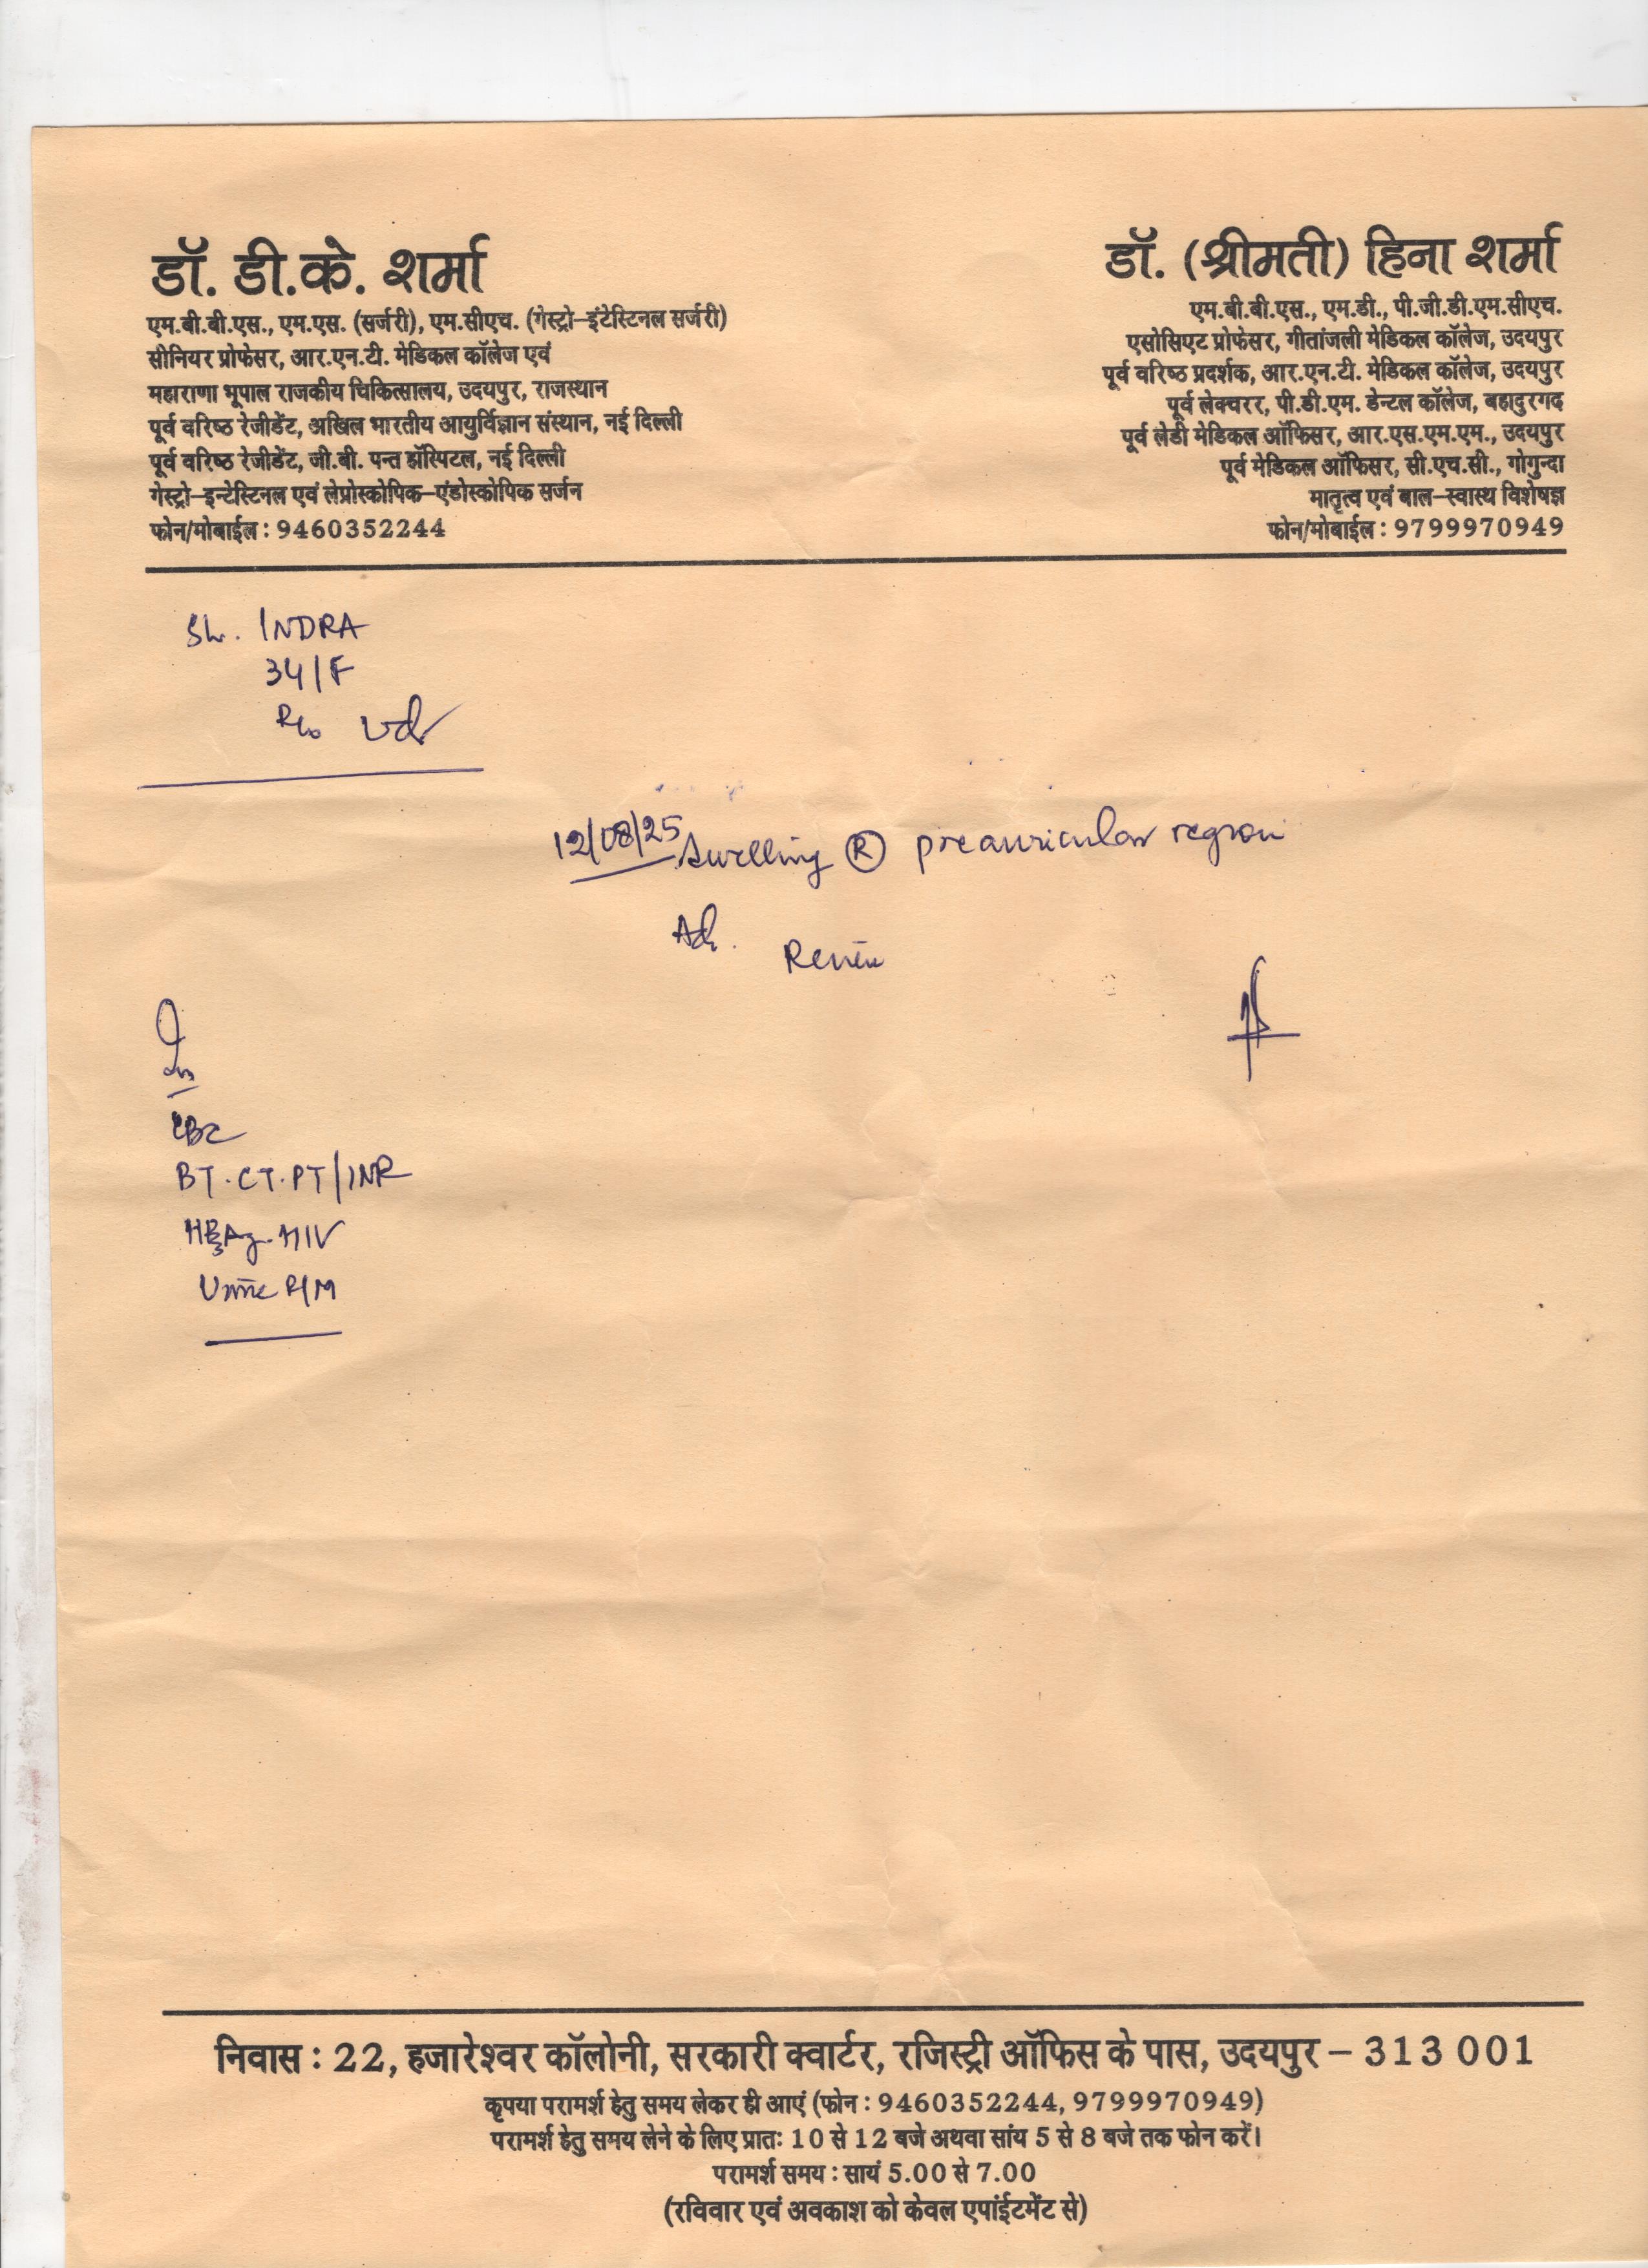 डॉ. डी.के. शर्मा
एम.बी.बी.एस., एम.एस. (सर्जरी), एम.सीएच. (गेस्ट्रो-इंटेस्टिनल सर्जरी)
सीनियर प्रोफेसर, आर.एन.टी. मेडिकल कॉलेज एवं
महाराणा भूपाल राजकीय चिकित्सालय, उदयपुर, राजस्थान
पूर्व वरिष्ठ रेजीडेंट, अखिल भारतीय आयुर्विज्ञान संस्थान, नई दिल्ली
पूर्व वरिष्ठ रेजीडेंट, जी.बी. पन्त हॉस्पिटल, नई दिल्ली
गेस्ट्रो-इन्टेस्टिनल एवं लेप्रोस्कोपिक-एंडोस्कोपिक सर्जन
फोन/मोबाईल : 9460352244
डॉ. (श्रीमती) हिना शर्मा
एम.बी.बी.एस., एम.डी., पी.जी.डी.एम.सीएच.
एसोसिएट प्रोफेसर, गीतांजली मेडिकल कॉलेज, उदयपुर
पूर्व वरिष्ठ प्रदर्शक, आर.एन.टी. मेडिकल कॉलेज, उदयपुर
पूर्व लेक्चरर, पी.डी.एम. डेन्टल कॉलेज, बहादुरगढ
पूर्व लेडी मेडिकल ऑफिसर, आर.एस.एम.एम., उदयपुर
पूर्व मेडिकल ऑफिसर, सी.एच.सी., गोगुन्दा
मातृत्व एवं बाल-स्वास्थ विशेषज्ञ
फोन/मोबाईल : 9799970949
INDRA
34/F
R/o Udr
12/08/25 Swelling Ⓡ preauricular region
Adv. Review
CBC
BT. CT. PT/INR
HBsAg. HIV
Urine R/M
निवास : 22, हजारेश्वर कॉलोनी, सरकारी क्वार्टर, रजिस्ट्री ऑफिस के पास, उदयपुर – 313 001
कृपया परामर्श हेतु समय लेकर ही आएं (फोन : 9460352244, 9799970949)
परामर्श हेतु समय लेने के लिए प्रातः 10 से 12 बजे अथवा सांय 5 से 8 बजे तक फोन करें।
परामर्श समय : सायं 5.00 से 7.00
(रविवार एवं अवकाश को केवल एपांईटमेंट से)